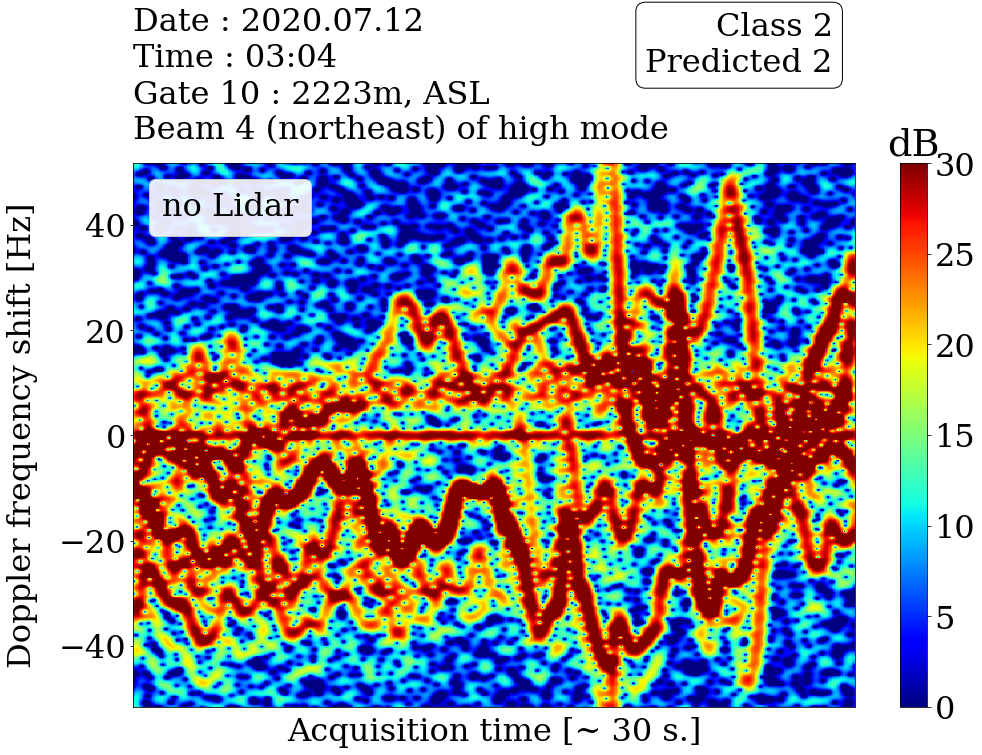 Date : 2020.07.12
Time : 03:04
Gate 10 : 2223m, ASL
Beam 4 (northeast) of high mode
Class 2
Predicted 2
dB
no Lidar
Doppler frequency shift [Hz]
40
20
0
−20
−40
30
25
20
15
10
5
0
Acquisition time [~ 30 s.]